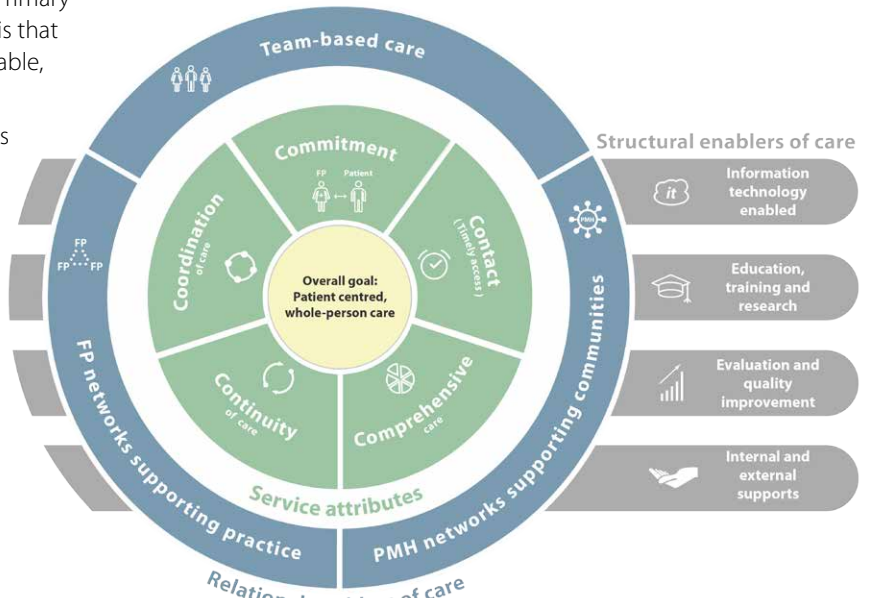 is that
able,
s
Team-based care
FP
FP FP
FP networks supporting practice
PMH
PMH networks supporting communities
Commitment
FP Patient
Contact
(Timely access)
Comprehensive
care
Continuity
of care
Coordination
of care
Overall goal:
Patient centred,
whole-person care
Service attributes
of care
Structural enablers of care
it
Information
technology
enabled
Education,
training and
research
Evaluation and
quality
improvement
Internal and
external
supports